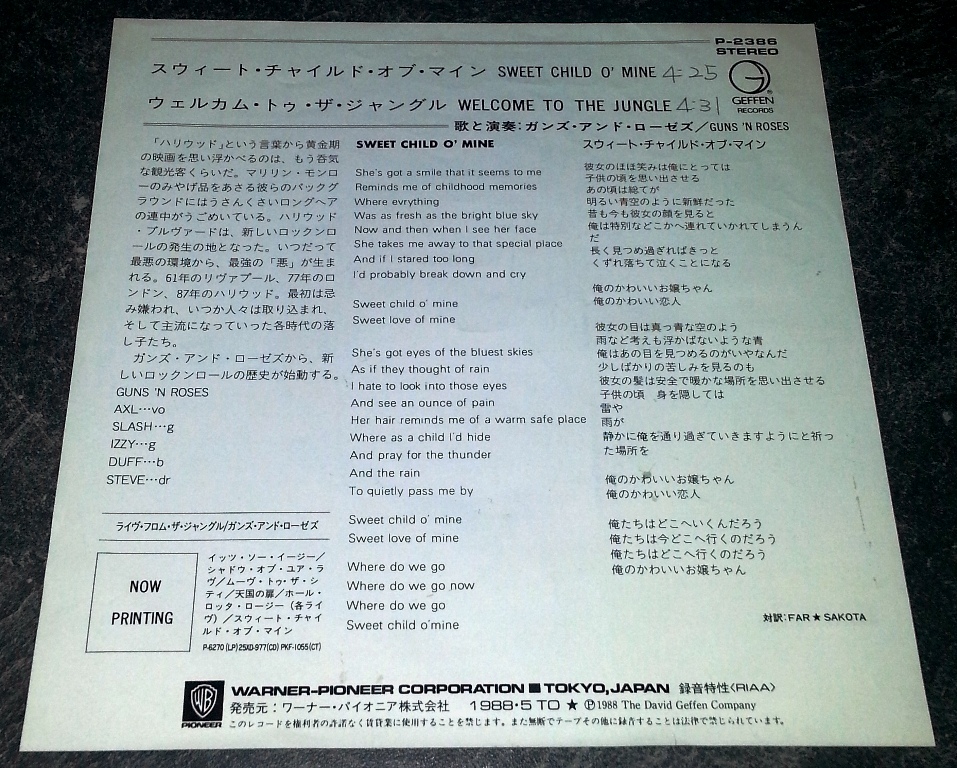 P-2386
STEREO
スウィート・チャイルド・オブ・マイン SWEET CHILD O' MINE 4:25
ウェルカム・トゥ・ザ・ジャングル WELCOME TO THE JUNGLE 4:31
G
GEFFEN
RECORDS
歌と演奏:ガンズ・アンド・ローゼズ/GUNS 'N ROSES
「ハリウッド」という言葉から黄金期
の映画を思い浮かべるのは、もう呑気
な観光客くらいだ。マリリン・モンロ
ーのみやげ品をあさる彼らのバックグ
ラウンドにはうさんくさいロングヘア
の連中がうごめいている。ハリウッド
・ブルヴァードは、新しいロックンロ
ールの発生の地となった。いつだって
最悪の環境から、最強の「悪」が生ま
れる。61年のリヴァプール、77年のロ
ンドン、87年のハリウッド。最初は忌
み嫌われ、いつか人々は取り込まれ、
そして主流になっていった各時代の落
し子たち。
ガンズ・アンド・ローゼズから、新
しいロックンロールの歴史が始動する。
GUNS 'N ROSES
AXL…vo
SLASH…g
IZZY…g
DUFF…b
STEVE…dr
ライヴ・フロム・ザ・ジャングル/ガンズ・アンド・ローゼズ
NOW
PRINTING
イッツ・ソー・イージー/
シャドウ・オブ・ユア・ラ
ヴ/ムーヴ・トゥ・ザ・シ
ティ/天国の扉/ホール・
ロッタ・ロージー(各ライ
ヴ)/スウィート・チャイ
ルド・オブ・マイン
P-6270(LP)25XD-977(CD) PKF-1055(CT)
SWEET CHILD O' MINE
She's got a smile that it seems to me
Reminds me of childhood memories
Where evrything
Was as fresh as the bright blue sky
Now and then when I see her face
She takes me away to that special place
And if I stared too long
I'd probably break down and cry
Sweet child o' mine
Sweet love of mine
She's got eyes of the bluest skies
As if they thought of rain
I hate to look into those eyes
And see an ounce of pain
Her hair reminds me of a warm safe place
Where as a child I'd hide
And pray for the thunder
And the rain
To quietly pass me by
Sweet child o' mine
Sweet love of mine
Where do we go
Where do we go now
Where do we go
Sweet child o'mine
スウィート・チャイルド・オブ・マイン
彼女のほほ笑みは俺にとっては
子供の頃を思い出させる
あの頃は総てが
明るい青空のように新鮮だった
昔も今も彼女の顔を見ると
俺は特別などこかへ連れていかれてしまうん
だ
長く見つめ過ぎればきっと
くずれ落ちて泣くことになる
俺のかわいいお嬢ちゃん
俺のかわいい恋人
彼女の目は真っ青な空のよう
雨など考えも浮かばないような青
俺はあの目を見つめるのがいやなんだ
少しばかりの苦しみを見るのも
彼女の髪は安全で暖かな場所を思い出させる
子供の頃 身を隠しては
雷や
雨が
静かに俺を通り過ぎていきますようにと祈っ
た場所を
俺のかわいいお嬢ちゃん
俺のかわいい恋人
俺たちはどこへいくんだろう
俺たちは今どこへ行くのだろう
俺たちはどこへ行くのだろう
俺のかわいいお嬢ちゃん
対訳:FAR★SAKOTA
WB
PIONEER
WARNER-PIONEER CORPORATION ■ TOKYO, JAPAN 録音特性〈RIAA〉
発売元:ワーナー・パイオニア株式会社 1988・5 TO ★ ℗1988 The David Geffen Company
このレコードを権利者の許諾なく賃貸業に使用することを禁じます。また無断でテープその他に録音することは法律で禁じられています。